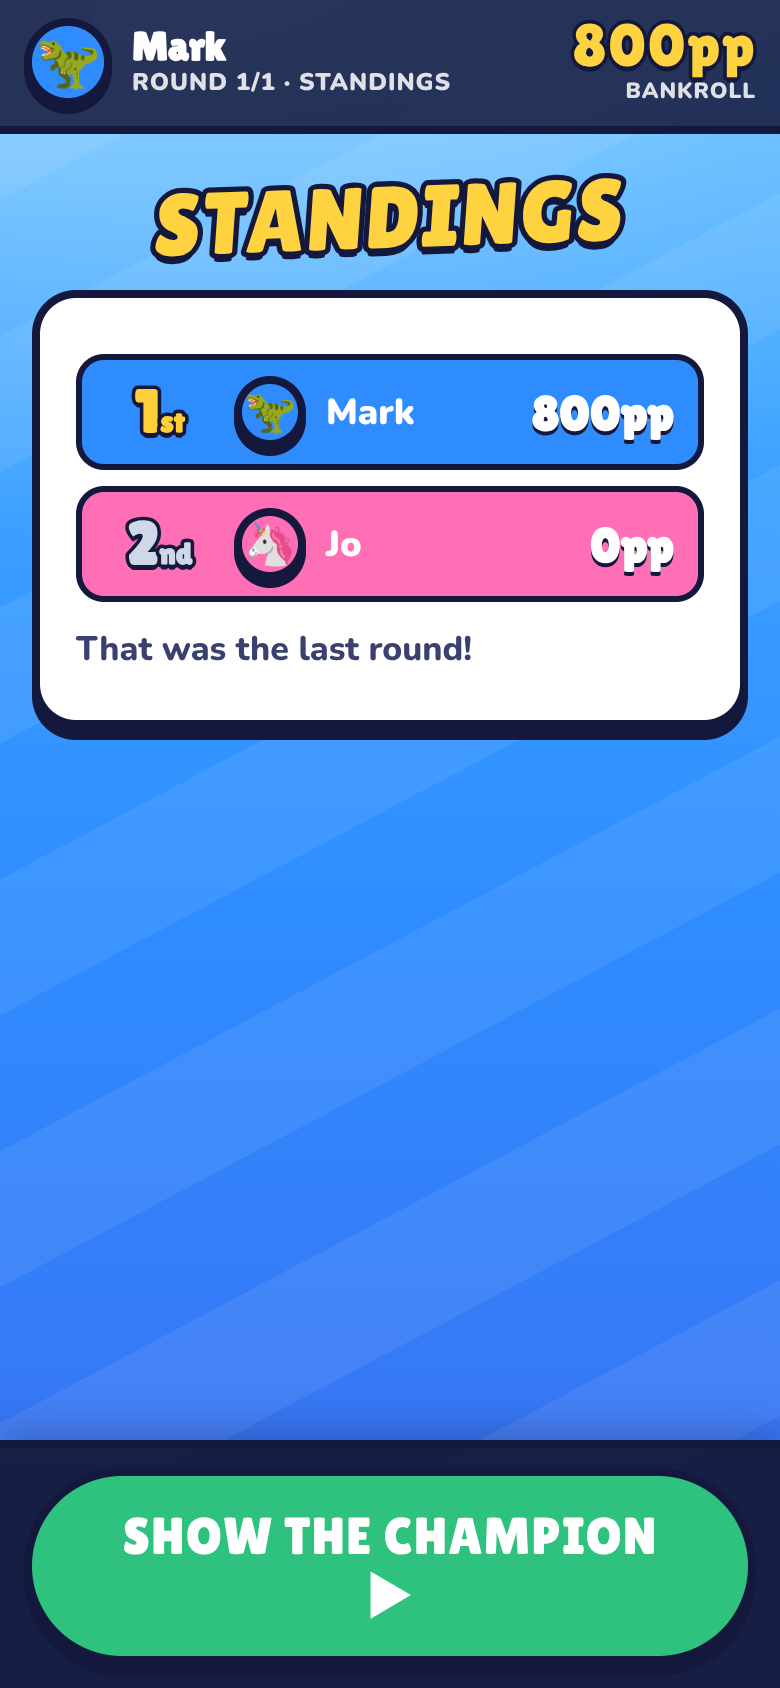 Mark
ROUND 1/1 · STANDINGS
800pp
BANKROLL
STANDINGS
1st Mark 800pp
2nd Jo 0pp
That was the last round!
SHOW THE CHAMPION
▶